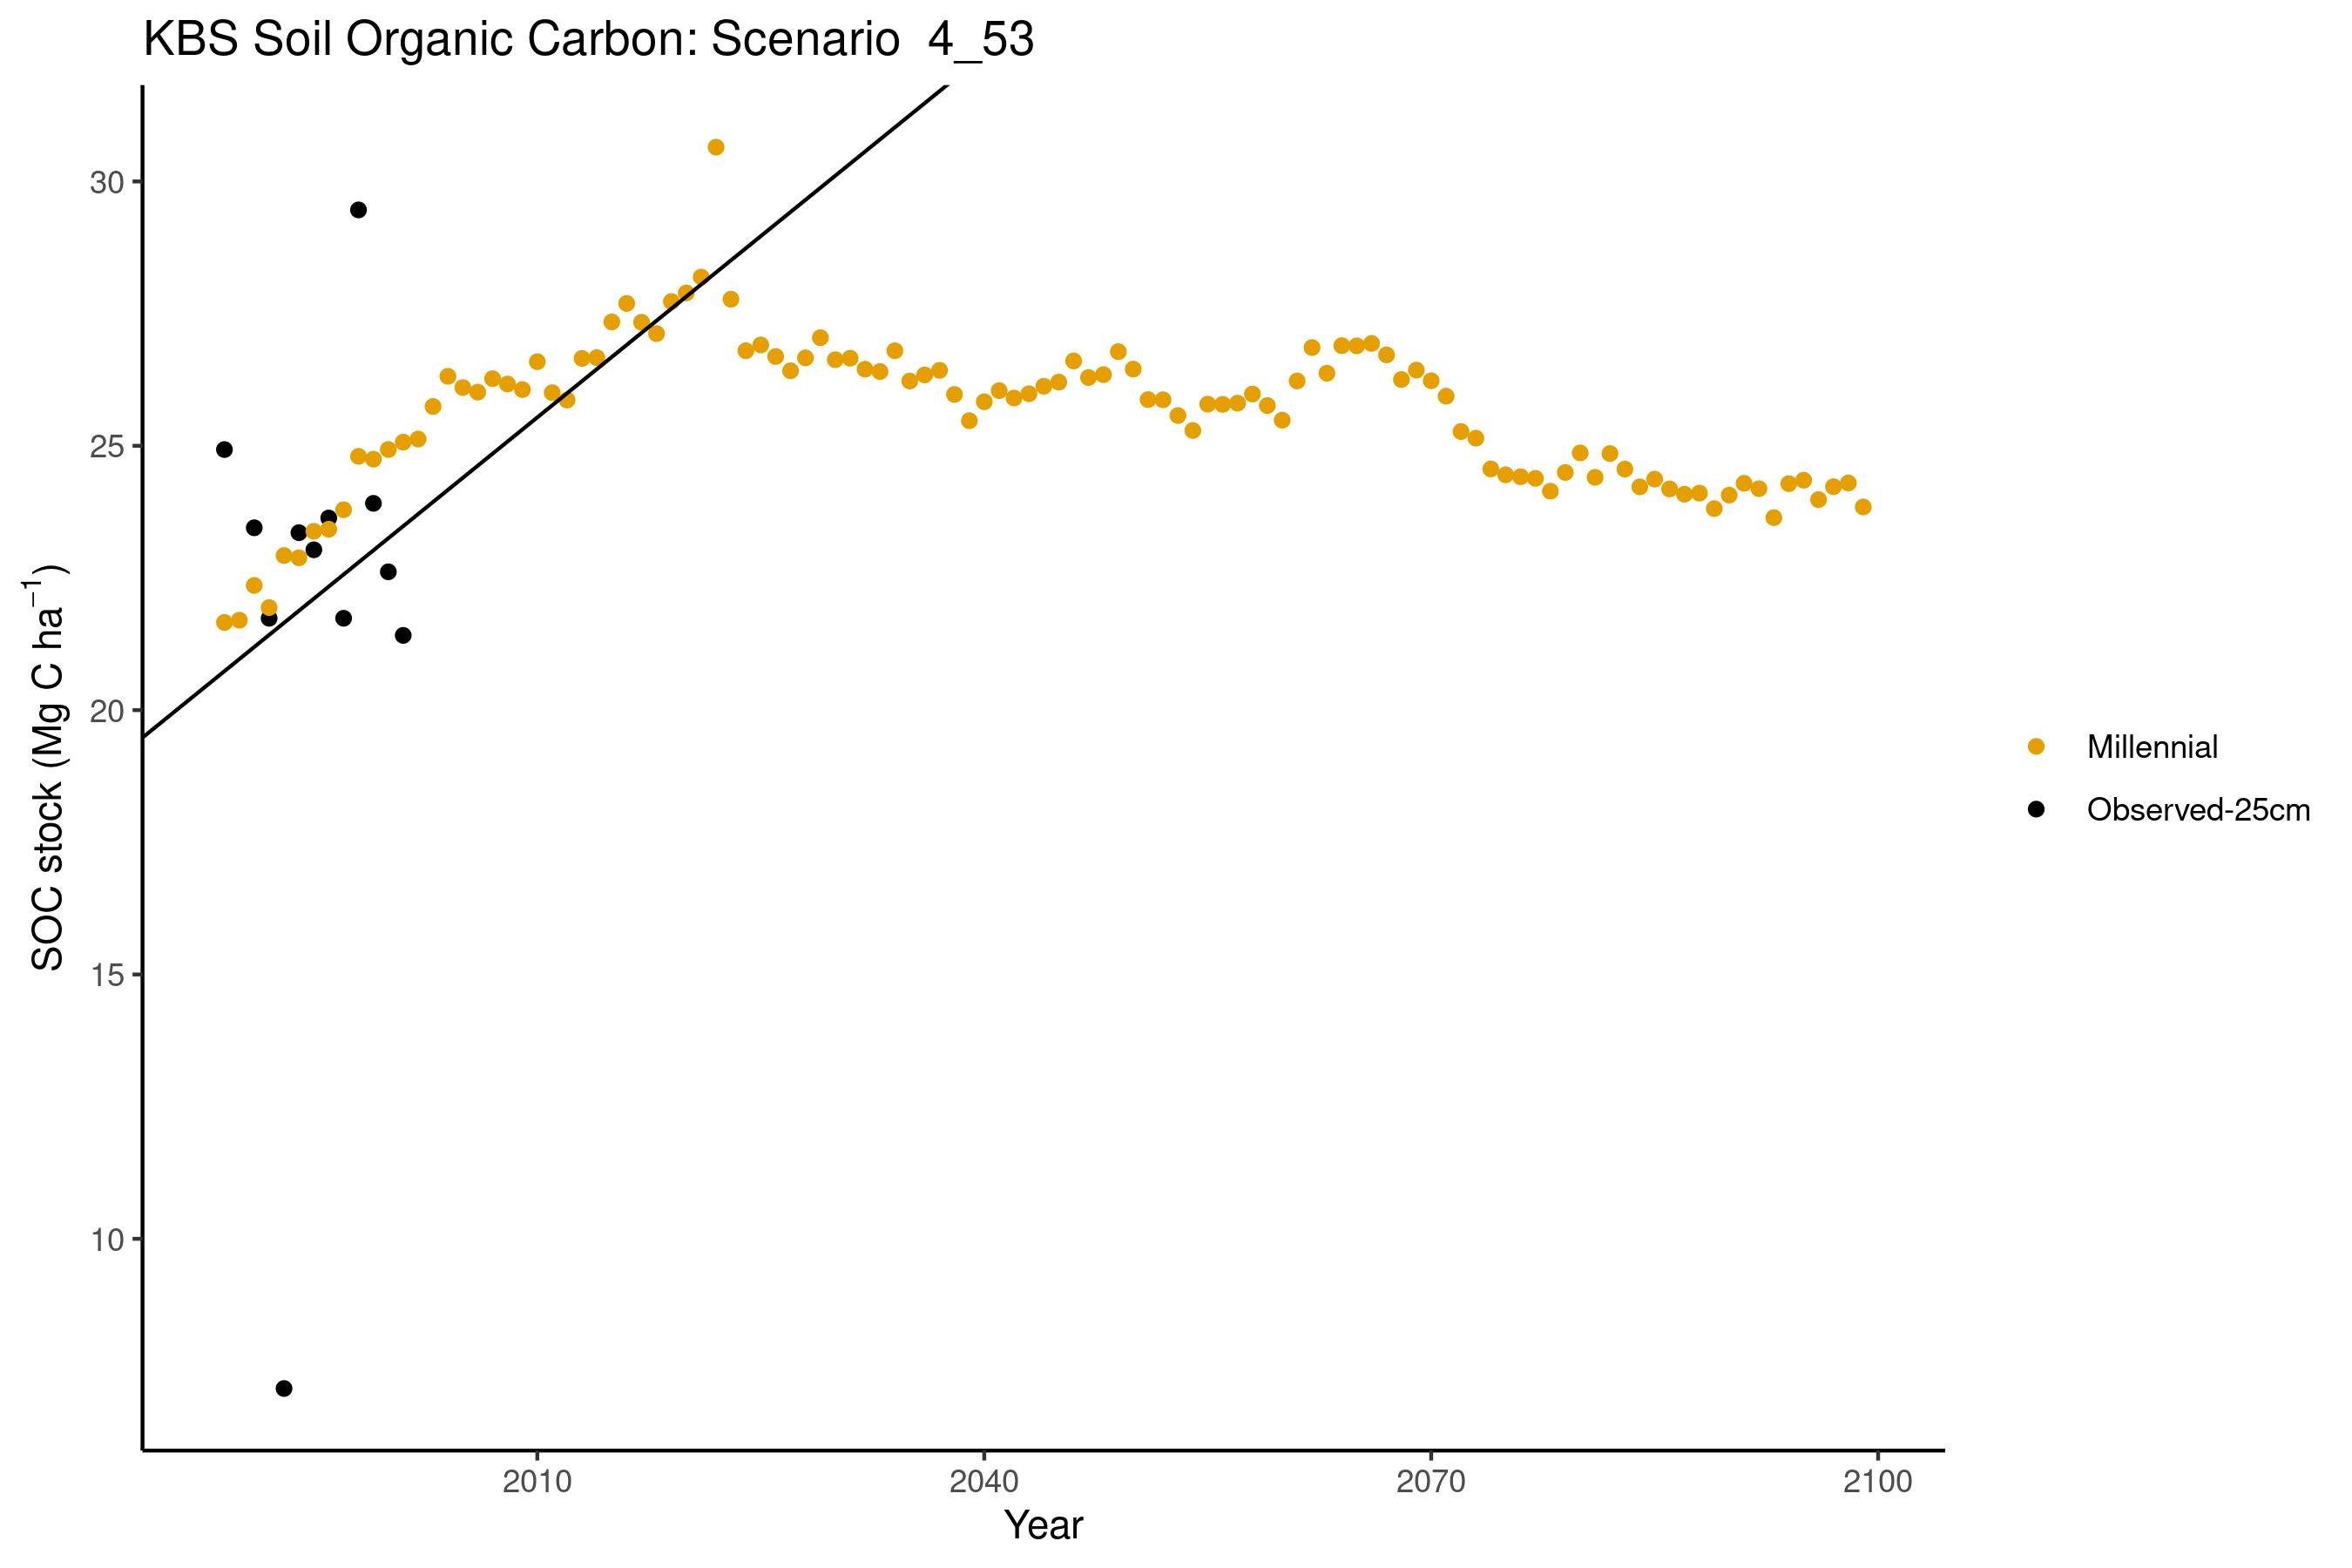 KBS Soil Organic Carbon: Scenario  4_53
SOC stock (Mg C ha⁻¹)
30
25
20
15
10
2010
2040
2070
2100
Year
Millennial
Observed-25cm